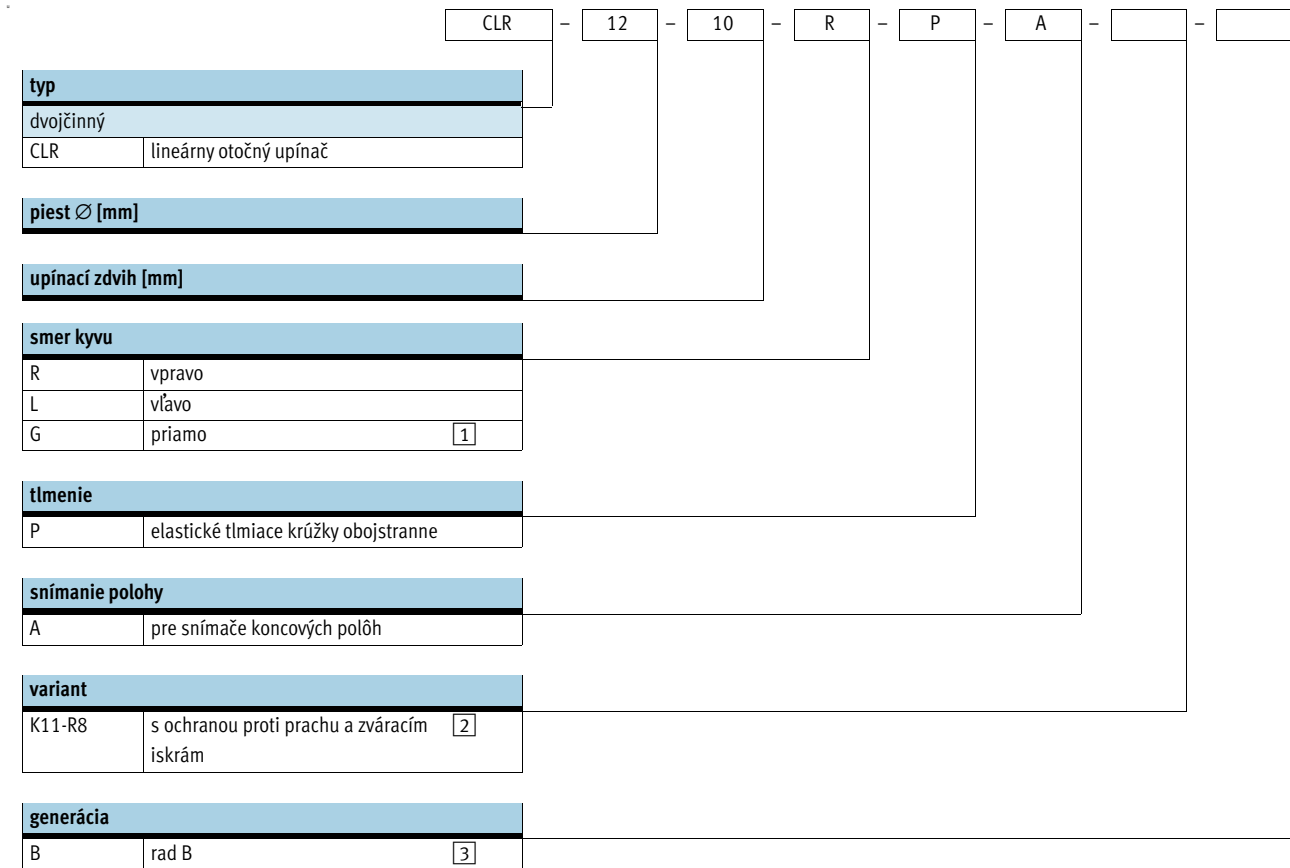 CLR – 12 – 10 – R – P – A – –
typ
dvojčinný
CLR lineárny otočný upínač
piest ∅ [mm]
upínací zdvih [mm]
smer kyvu
R vpravo
L vľavo
G priamo 1
tlmenie
P elastické tlmiace krúžky obojstranne
snímanie polohy
A pre snímače koncových polôh
variant
K11-R8 s ochranou proti prachu a zváracím 2
iskrám
generácia
B rad B 3